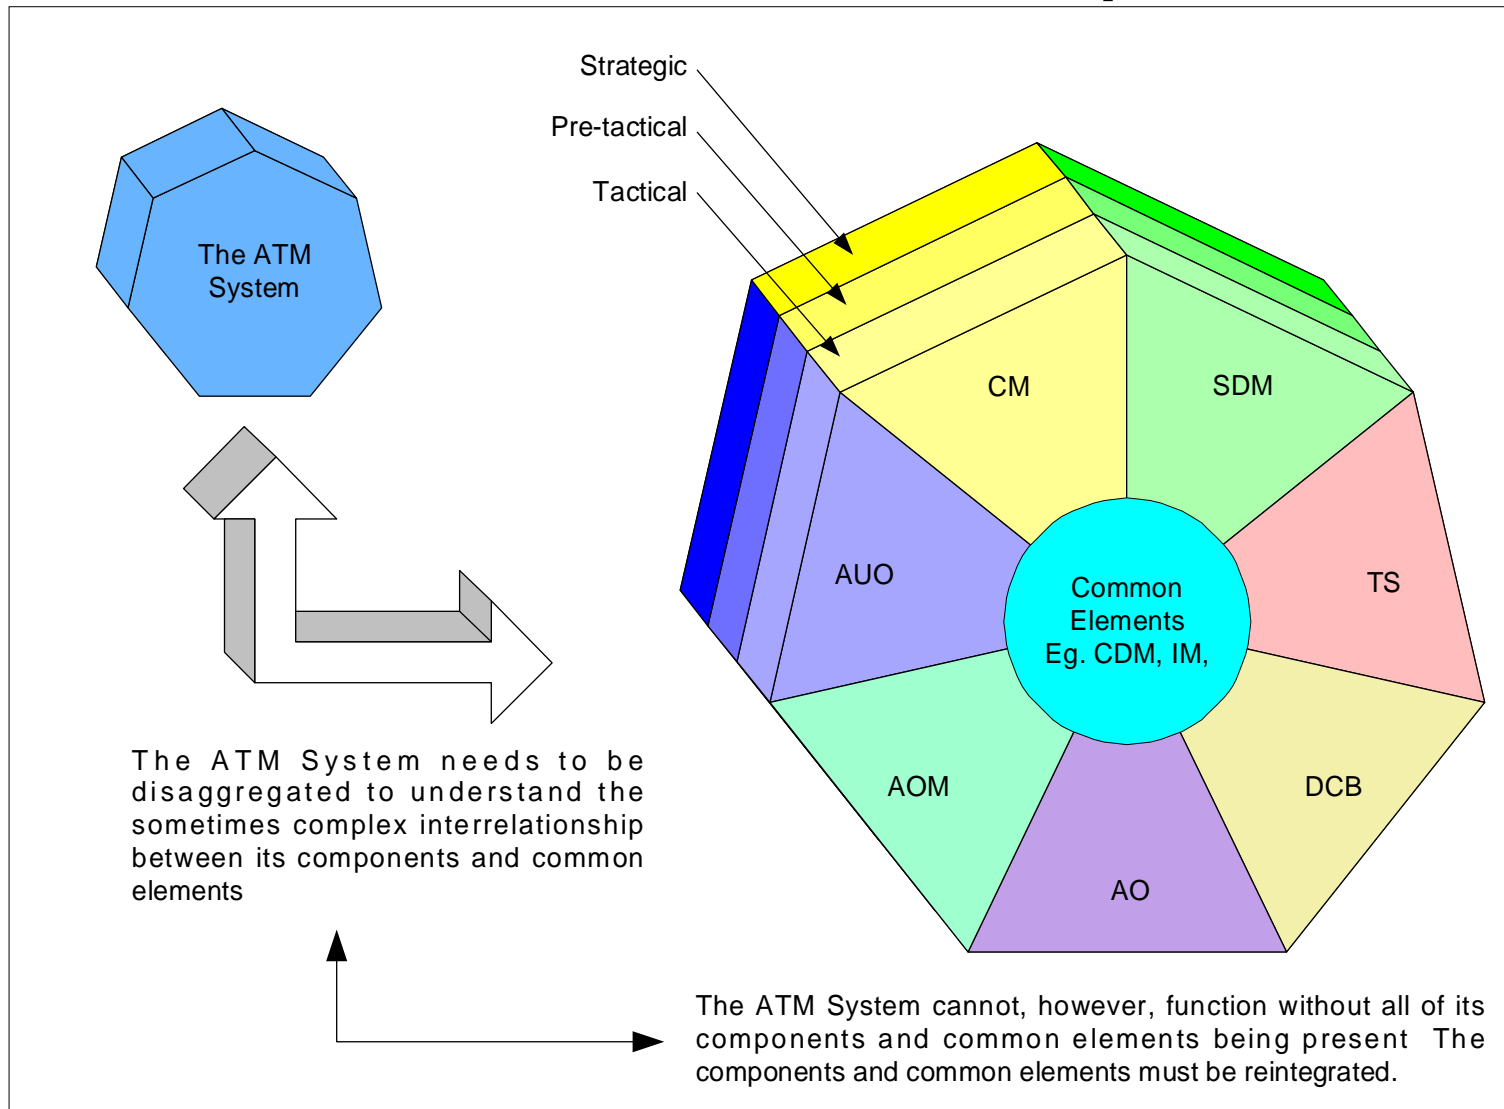 Strategic
Pre-tactical
Tactical
The ATM
System
CM
SDM
AUO
TS
Common
Elements
Eg. CDM, IM,
AOM
DCB
AO
The ATM System needs to be
disaggregated to understand the
sometimes complex interrelationship
between its components and common
elements
The ATM System cannot, however, function without all of its
components and common elements being present The
components and common elements must be reintegrated.